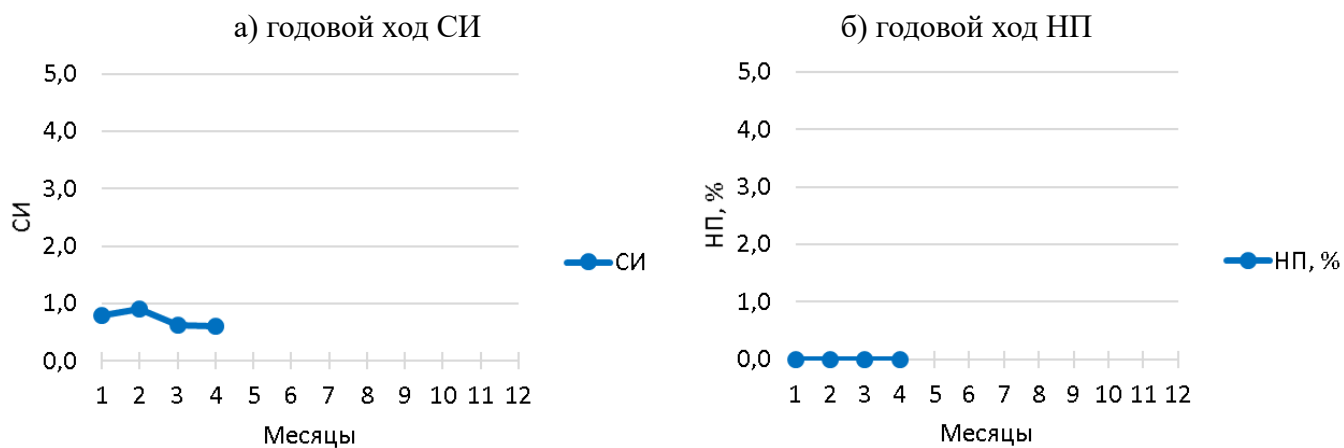 а) годовой ход СИ
5,0
4,0
3,0
2,0
1,0
0,0
СИ
1 2 3 4 5 6 7 8 9 10 11 12
Месяцы
СИ
б) годовой ход НП
5,0
4,0
3,0
2,0
1,0
0,0
НП, %
1 2 3 4 5 6 7 8 9 10 11 12
Месяцы
НП, %